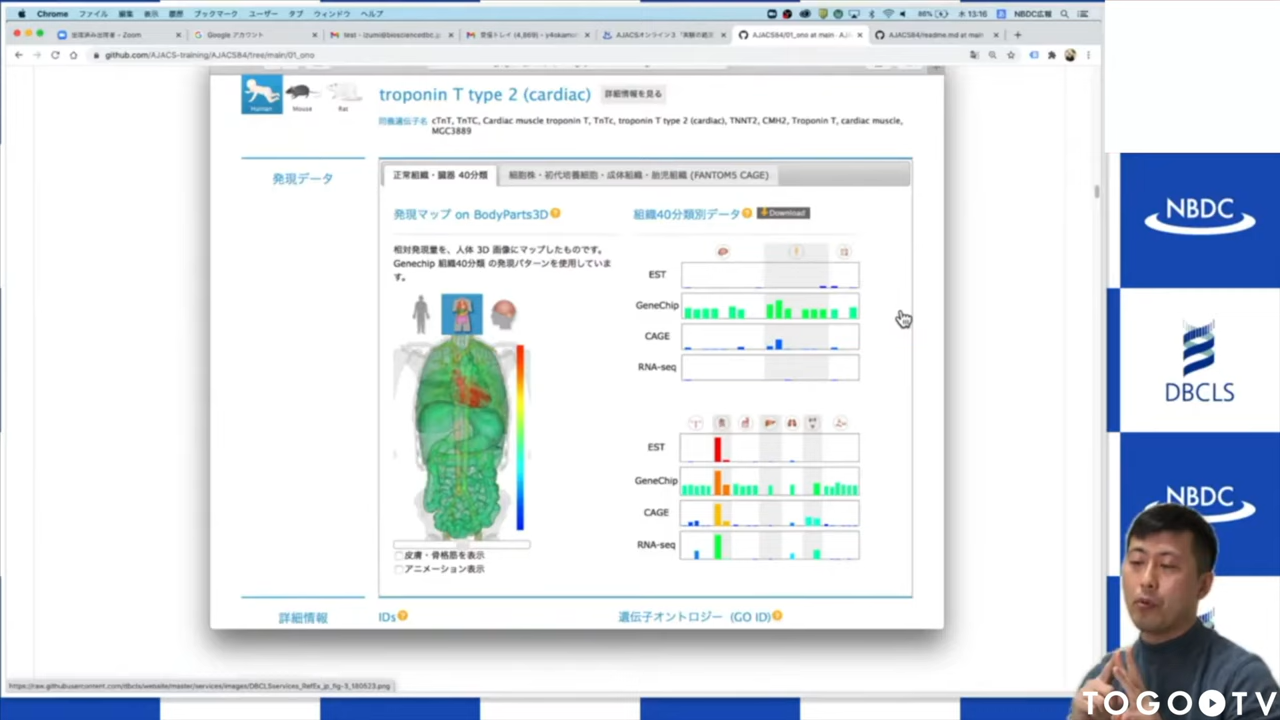 Chrome ファイル 編集 表示 履歴 ブックマーク ユーザー タブ ウィンドウ ヘルプ
86% 水 13:16 NBDC広報
Google アカウント
AJACS84/01_ono at main · AJ
AJACS84/readme.md at main
github.com/AJACS-training/AJACS84/tree/main/01_ono
Human
Mouse
Rat
troponin T type 2 (cardiac) 詳細情報を見る
同義遺伝子名 cTnT, TnTC, Cardiac muscle troponin T, TnTc, troponin T type 2 (cardiac), TNNT2, CMH2, Troponin T, cardiac muscle,
MGC3889
発現データ
正常組織・臓器 40分類
細胞株・初代培養細胞・成体組織・胎児組織 (FANTOM5 CAGE)
発現マップ on BodyParts3D
相対発現量を、人体 3D 画像にマップしたものです。
Genechip 組織40分類 の発現パターンを使用していま
す。
皮膚・骨格筋を表示
アニメーション表示
組織40分類別データ Download
EST
GeneChip
CAGE
RNA-seq
EST
GeneChip
CAGE
RNA-seq
詳細情報
IDs
遺伝子オントロジー (GO ID)
NBDC
DBCLS
NBDC
TOGO TV